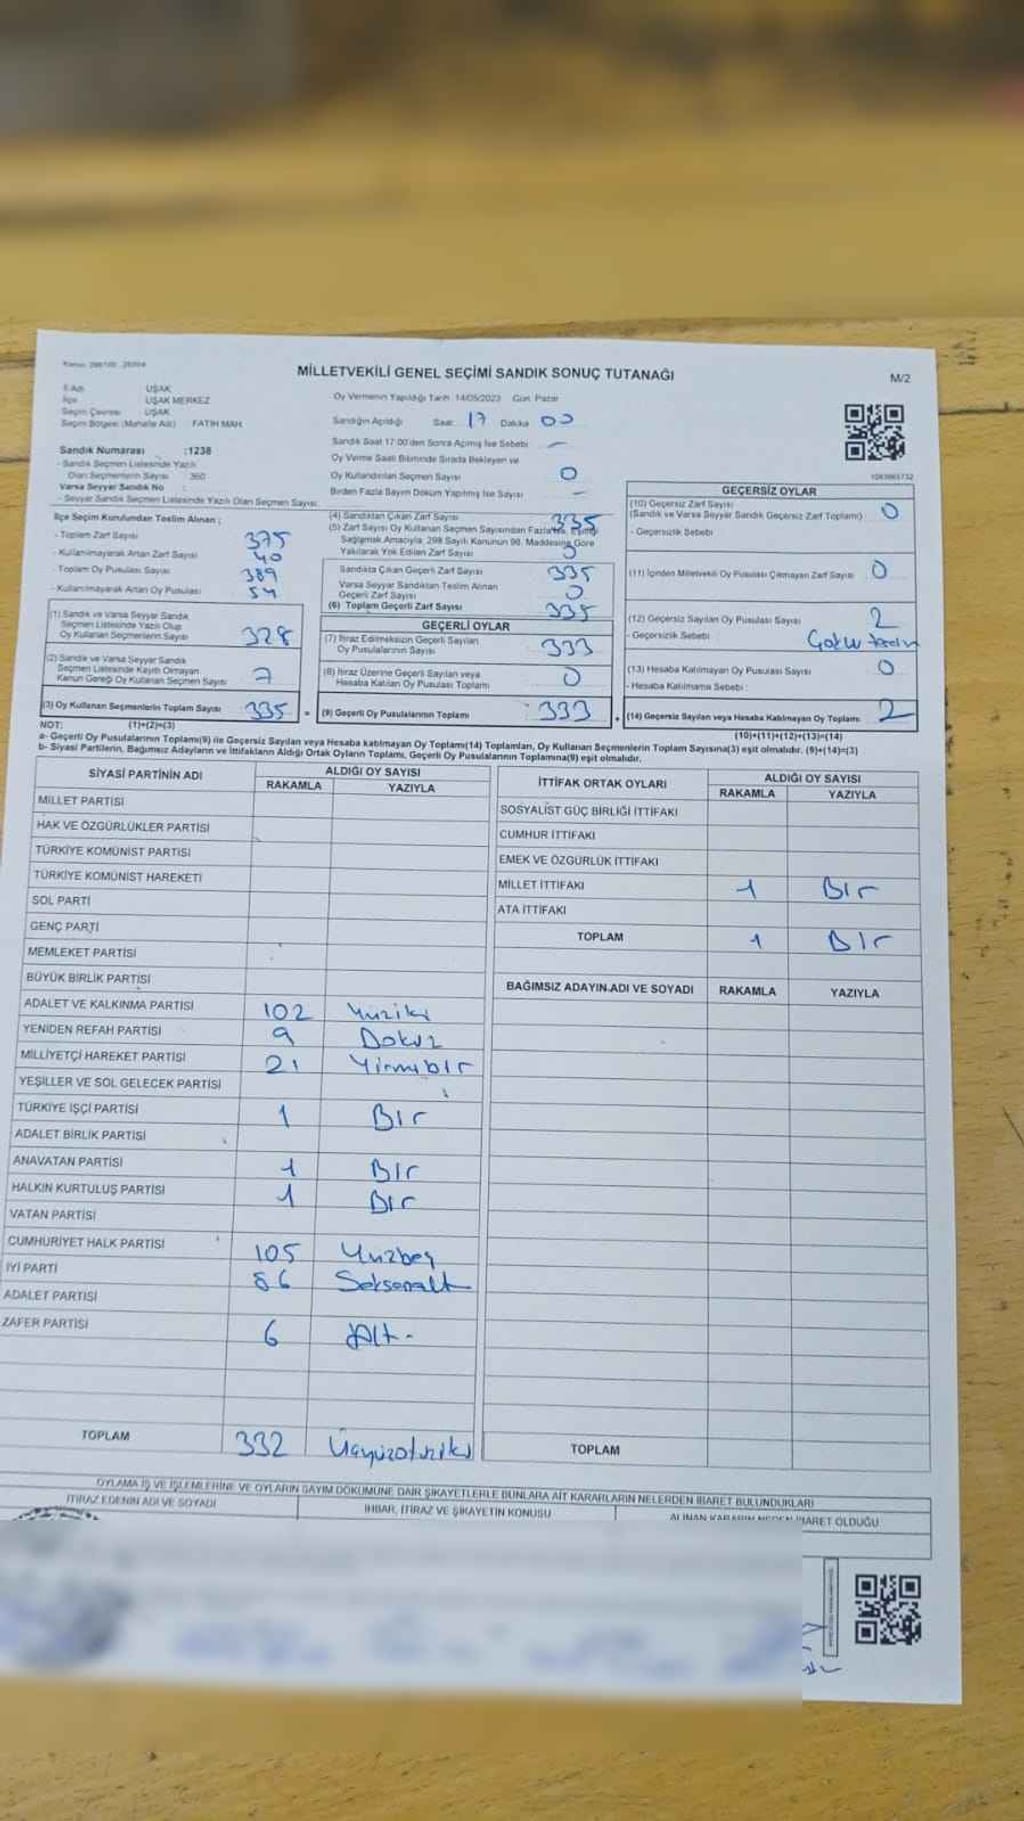 MİLLETVEKİLİ GENEL SEÇİMİ SANDIK SONUÇ TUTANAĞI
M/2
İl Adı UŞAK
İlçe UŞAK MERKEZ
Seçim Çevresi UŞAK
Seçim Bölgesi (Mahalle Adı) FATİH MAH
Sandık Numarası :1238
- Sandık Seçmen Listesinde Yazılı
Olan Seçmenlerin Sayısı 360
Varsa Seyyar Sandık No :
- Seyyar Sandık Seçmen Listesinde Yazılı Olan Seçmen Sayısı:
Oy Vermenin Yapıldığı Tarih 14/05/2023 Gün Pazar
Sandığın Açıldığı Saat 17 Dakika 00
Sandık Saat 17:00'den Sonra Açılmış İse Sebebi -
Oy Verme Saati Bitiminde Sırada Bekleyen ve
Oy Kullandırılan Seçmen Sayısı 0
Birden Fazla Sayım Döküm Yapılmış İse Sayısı -
İlçe Seçim Kurulundan Teslim Alınan ;
- Toplam Zarf Sayısı 375
- Kullanılmayarak Artan Zarf Sayısı 40
- Toplam Oy Pusulası Sayısı 389
- Kullanılmayarak Artan Oy Pusulası 54
(1) Sandık ve Varsa Seyyar Sandık
Seçmen Listesinde Yazılı Olup
Oy Kullanan Seçmenlerin Sayısı 328
(2) Sandık ve Varsa Seyyar Sandık
Seçmen Listesinde Kayıtlı Olmayan
Kanun Gereği Oy Kullanan Seçmen Sayısı 7
(3) Oy Kullanan Seçmenlerin Toplam Sayısı 335 =
(4) Sandıktan Çıkan Zarf Sayısı 335
(5) Zarf Sayısı Oy Kullanan Seçmen Sayısından Fazla
Sağlamak Amacıyla, 298 Sayılı Kanunun 98. Maddesine Göre
Yakılarak Yok Edilen Zarf Sayısı
Sandıkta Çıkan Geçerli Zarf Sayısı 335
Varsa Seyyar Sandıktan Teslim Alınan
Geçerli Zarf Sayısı 0
(6) Toplam Geçerli Zarf Sayısı 335
GEÇERLİ OYLAR
(7) İtiraz Edilmeksizin Geçerli Sayılan
Oy Pusulalarının Sayısı 333
(8) İtiraz Üzerine Geçerli Sayılan veya
Hesaba Katılan Oy Pusulaları Toplamı 0
(9) Geçerli Oy Pusulalarının Toplamı 333 +
GEÇERSİZ OYLAR
(10) Geçersiz Zarf Sayısı
(Sandık ve Varsa Seyyar Sandık Geçersiz Zarf Toplamı) 0
- Geçersizlik Sebebi
(11) İçinden Milletvekili Oy Pusulası Çıkmayan Zarf Sayısı 0
(12) Geçersiz Sayılan Oy Pusulası Sayısı 2
- Geçersizlik Sebebi
(13) Hesaba Katılmayan Oy Pusulası Sayısı 0
- Hesaba Katılmama Sebebi :
(14) Geçersiz Sayılan veya Hesaba Katılmayan Oy Toplamı 2
NOT: (1)+(2)=(3)
(10)+(11)+(12)+(13)=(14)
a- Geçerli Oy Pusulalarının Toplamı(9) ile Geçersiz Sayılan veya Hesaba katılmayan Oy Toplamı(14) Toplamları, Oy Kullanan Seçmenlerin Toplam Sayısına(3) eşit olmalıdır. (9)+(14)=(3)
b- Siyasi Partilerin, Bağımsız Adayların ve İttifakların Aldığı Ortak Oyların Toplamı, Geçerli Oy Pusulalarının Toplamına(9) eşit olmalıdır.
SİYASİ PARTİNİN ADI ALDIĞI OY SAYISI
RAKAMLA YAZIYLA
MİLLET PARTİSİ
HAK VE ÖZGÜRLÜKLER PARTİSİ
TÜRKİYE KOMÜNİST PARTİSİ
TÜRKİYE KOMÜNİST HAREKETİ
SOL PARTİ
GENÇ PARTİ
MEMLEKET PARTİSİ
BÜYÜK BİRLİK PARTİSİ
ADALET VE KALKINMA PARTİSİ 102 Yüziki
YENİDEN REFAH PARTİSİ 9 Dokuz
MİLLİYETÇİ HAREKET PARTİSİ 21 Yirmibir
YEŞİLLER VE SOL GELECEK PARTİSİ
TÜRKİYE İŞÇİ PARTİSİ 1 Bir
ADALET BİRLİK PARTİSİ
ANAVATAN PARTİSİ 1 Bir
HALKIN KURTULUŞ PARTİSİ 1 Bir
VATAN PARTİSİ
CUMHURİYET HALK PARTİSİ 105 Yüzbeş
İYİ PARTİ 86 Seksenaltı
ADALET PARTİSİ
ZAFER PARTİSİ 6 Altı
TOPLAM 332 Üçyüzotuziki
İTTİFAK ORTAK OYLARI ALDIĞI OY SAYISI
RAKAMLA YAZIYLA
SOSYALİST GÜÇ BİRLİĞİ İTTİFAKI
CUMHUR İTTİFAKI
EMEK VE ÖZGÜRLÜK İTTİFAKI
MİLLET İTTİFAKI 1 Bir
ATA İTTİFAKI
TOPLAM 1 Bir
BAĞIMSIZ ADAYIN ADI VE SOYADI RAKAMLA YAZIYLA
TOPLAM
OYLAMA İŞ VE İŞLEMLERİNE VE OYLARIN SAYIM DÖKÜMÜNE DAİR ŞİKAYETLERLE BUNLARA AİT KARARLARIN NELERDEN İBARET BULUNDUKLARI
İTİRAZ EDENİN ADI VE SOYADI İHBAR, İTİRAZ VE ŞİKAYETİN KONUSU ALINAN KARARIN NEDEN İBARET OLDUĞU